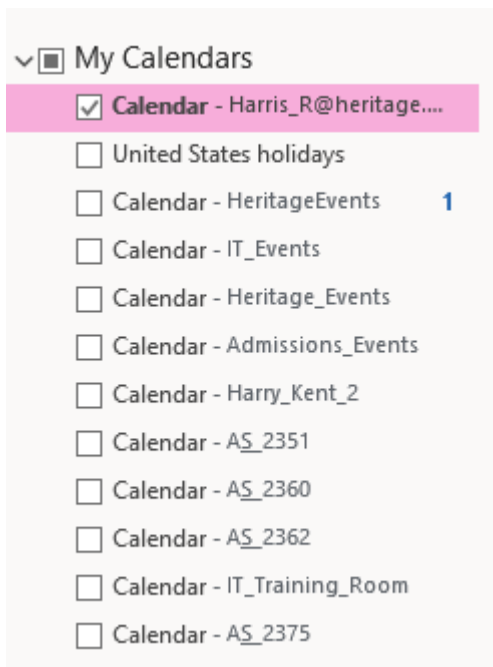 My Calendars
Calendar - Harris_R@heritage....
United States holidays
Calendar - HeritageEvents 1
Calendar - IT_Events
Calendar - Heritage_Events
Calendar - Admissions_Events
Calendar - Harry_Kent_2
Calendar - AS_2351
Calendar - AS_2360
Calendar - AS_2362
Calendar - IT_Training_Room
Calendar - AS_2375